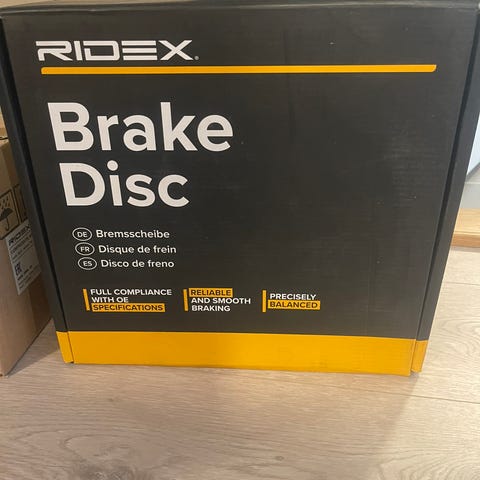 RIDEX®
Brake
Disc
DE Bremsscheibe
FR Disque de frein
ES Disco de freno
FULL COMPLIANCE
WITH OE
SPECIFICATIONS
RELIABLE
AND SMOOTH
BRAKING
PRECISELY
BALANCED
RIDEX